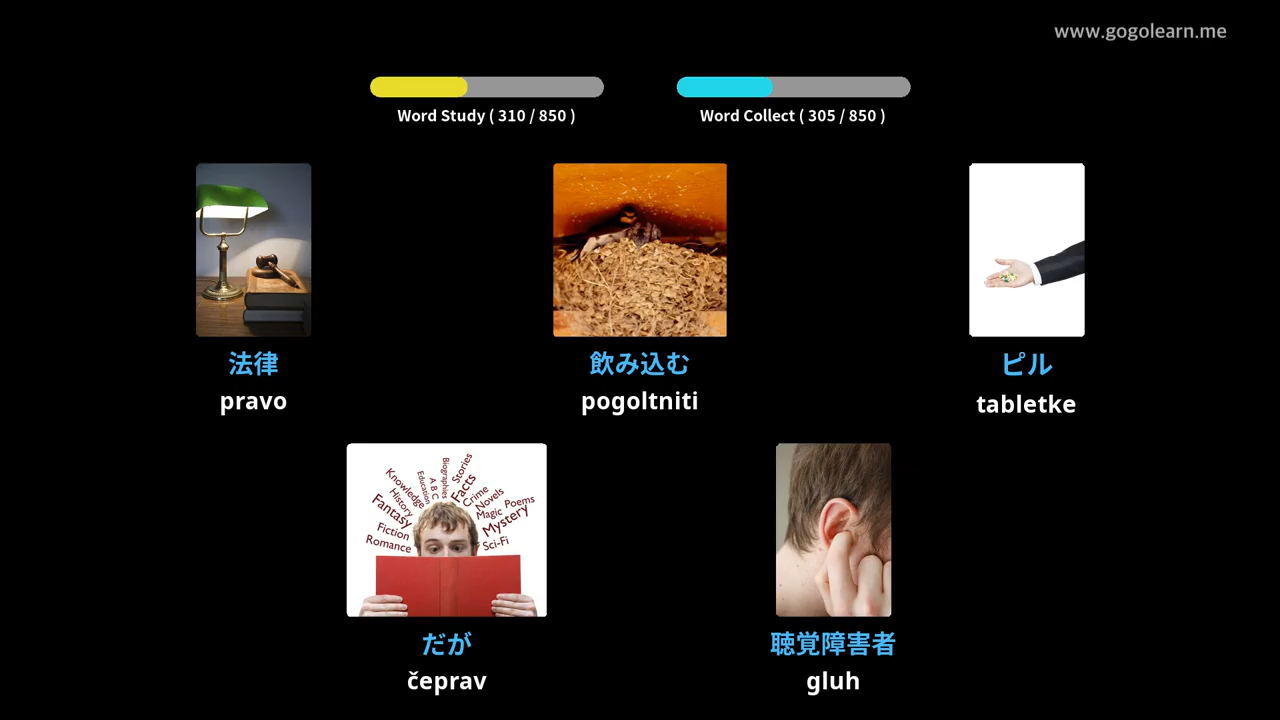 www.gogolearn.me
Word Study ( 310 / 850 )
Word Collect ( 305 / 850 )
法律
pravo
飲み込む
pogoltniti
ピル
tabletke
Knowledge
History
Fantasy
Fiction
Romance
Education
A B C
Biographies
Stories
Facts
Crime
Novels
Magic
Poems
Mystery
Sci-Fi
だが
čeprav
聴覚障害者
gluh